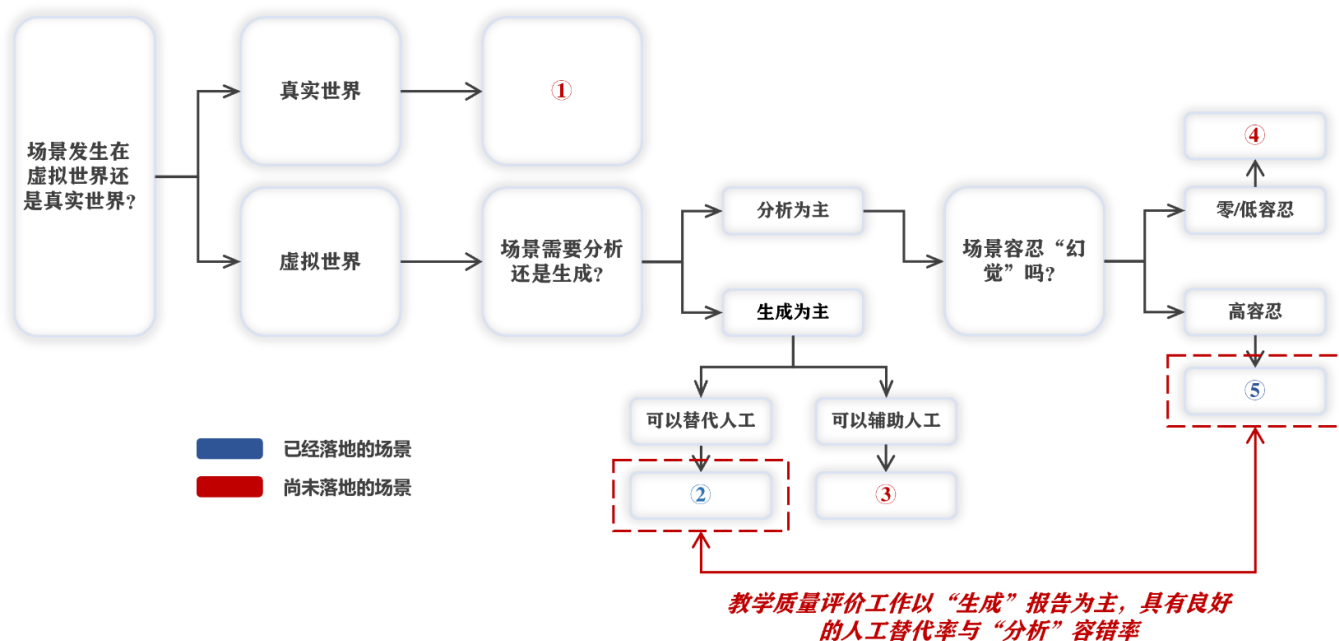 场景发生在
虚拟世界还
是真实世界？
真实世界
①
虚拟世界
场景需要分析
还是生成？
分析为主
生成为主
场景容忍“幻
觉”吗？
④
零/低容忍
高容忍
⑤
可以替代人工
可以辅助人工
②
③
已经落地的场景
尚未落地的场景
教学质量评价工作以“生成”报告为主，具有良好
的人工替代率与“分析”容错率